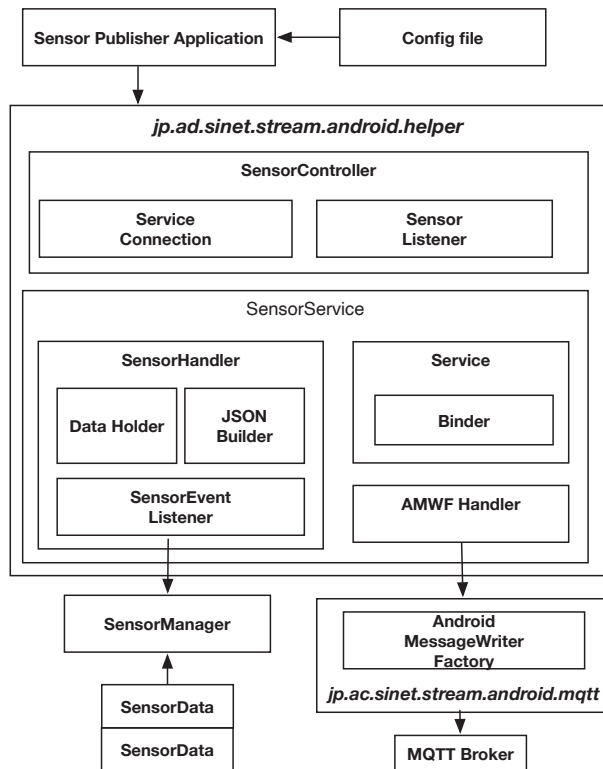 Sensor Publisher Application
Config file
jp.ad.sinet.stream.android.helper
SensorController
Service
Connection
Sensor
Listener
SensorService
SensorHandler
Data Holder
JSON
Builder
SensorEvent
Listener
Service
Binder
AMWF Handler
SensorManager
SensorData
SensorData
Android
MessageWriter
Factory
jp.ac.sinet.stream.android.mqtt
MQTT Broker